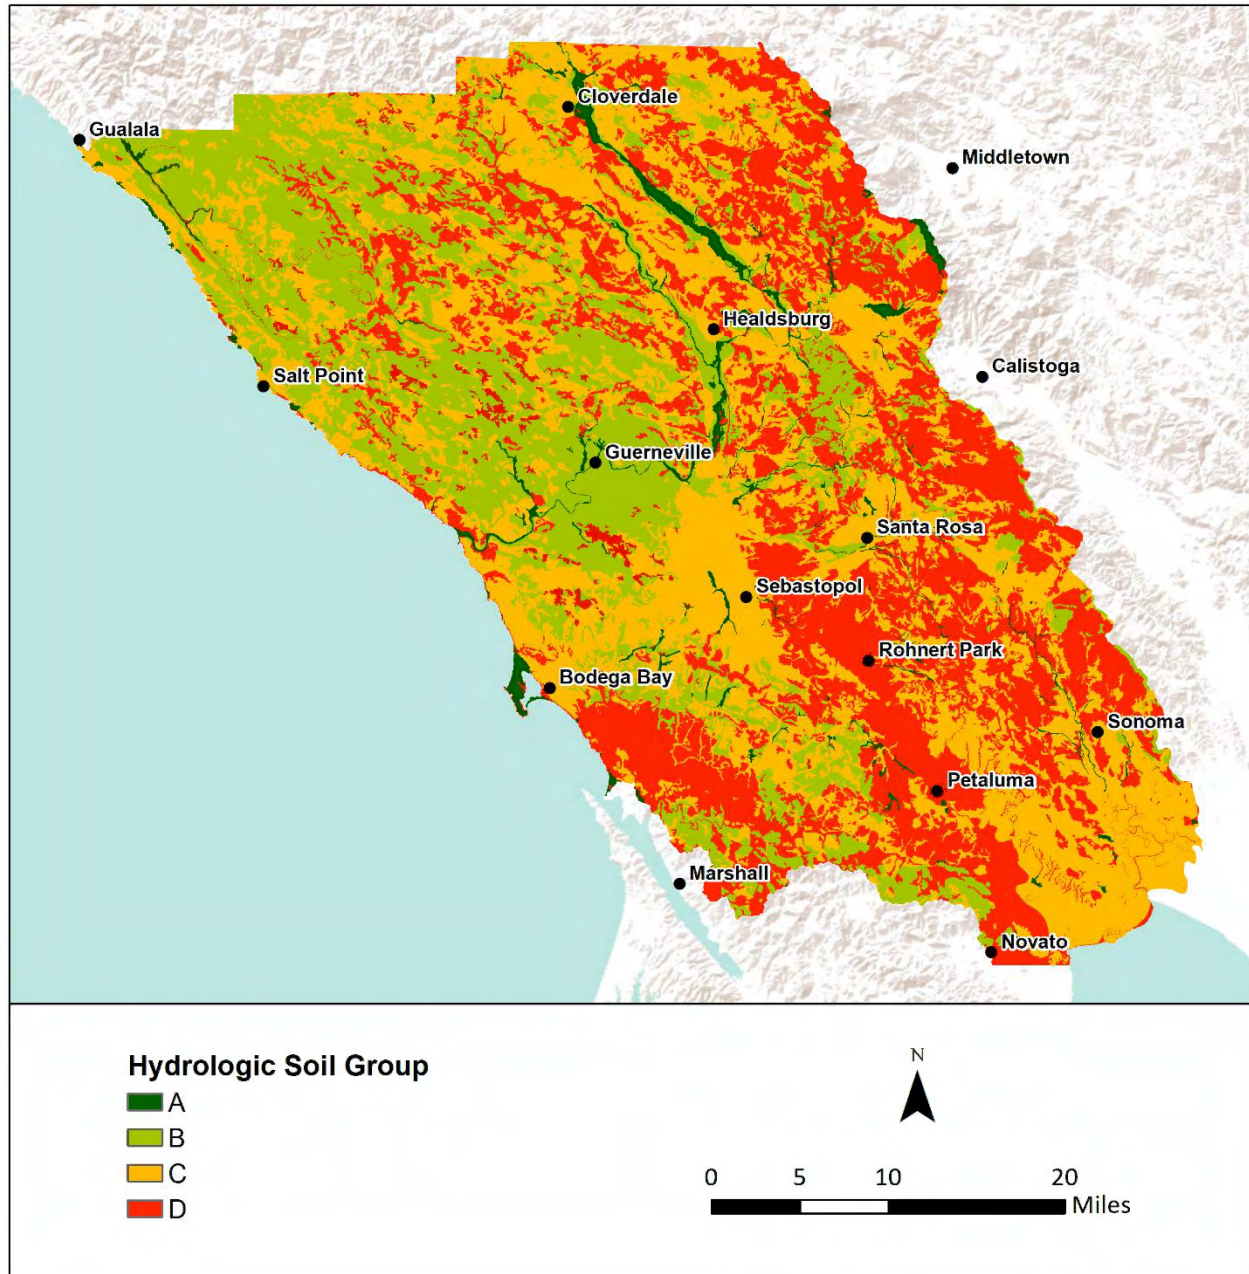 Cloverdale
Gualala
Middletown
Healdsburg
Calistoga
Salt Point
Guerneville
Santa Rosa
Sebastopol
Rohnert Park
Bodega Bay
Sonoma
Petaluma
Marshall
Novato
Hydrologic Soil Group
A
B
C
D
N
0 5 10 20
Miles